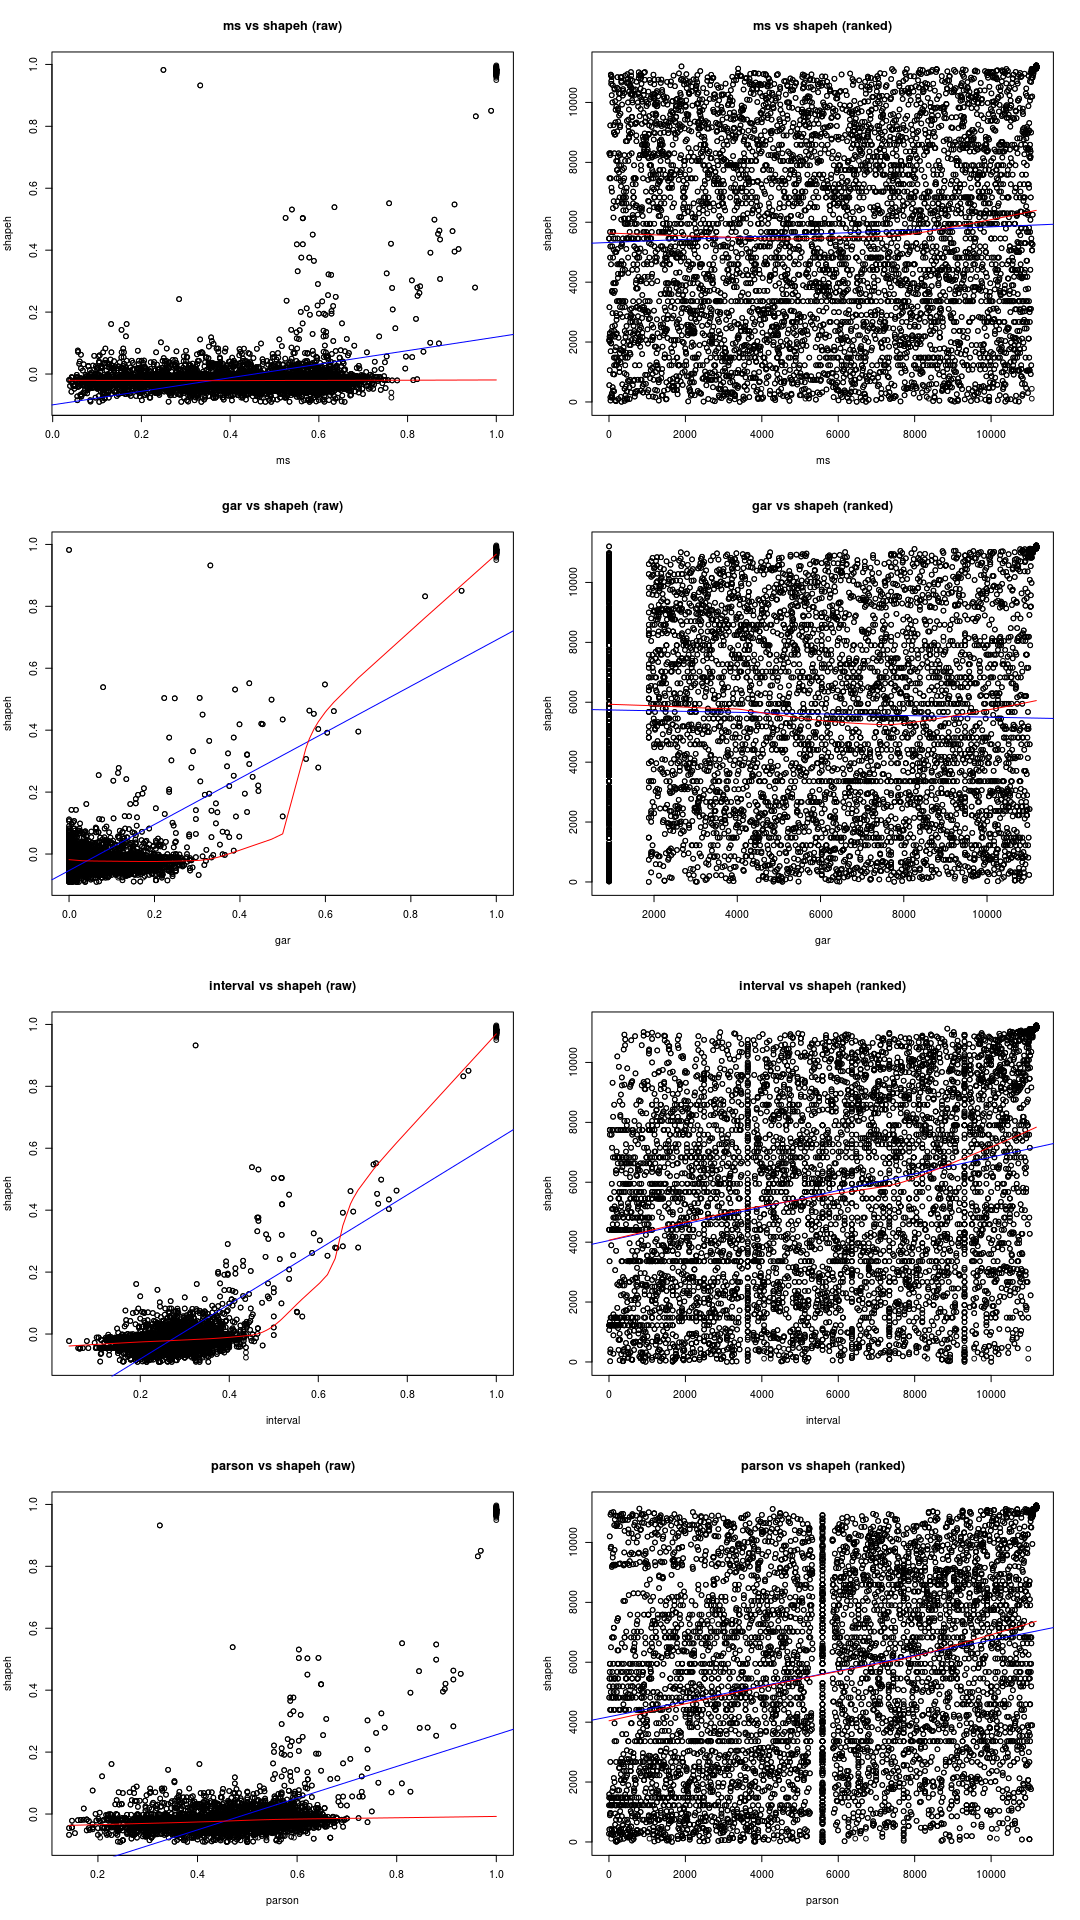 ms vs shapeh (raw)
shapeh
0.0 0.2 0.4 0.6 0.8 1.0
0.0 0.2 0.4 0.6 0.8 1.0
ms
ms vs shapeh (ranked)
shapeh
0 2000 4000 6000 8000 10000
0 2000 4000 6000 8000 10000
ms
gar vs shapeh (raw)
shapeh
0.0 0.2 0.4 0.6 0.8 1.0
0.0 0.2 0.4 0.6 0.8 1.0
gar
gar vs shapeh (ranked)
shapeh
0 2000 4000 6000 8000 10000
2000 4000 6000 8000 10000
gar
interval vs shapeh (raw)
shapeh
0.0 0.2 0.4 0.6 0.8 1.0
0.2 0.4 0.6 0.8 1.0
interval
interval vs shapeh (ranked)
shapeh
0 2000 4000 6000 8000 10000
0 2000 4000 6000 8000 10000
interval
parson vs shapeh (raw)
shapeh
0.0 0.2 0.4 0.6 0.8 1.0
0.2 0.4 0.6 0.8 1.0
parson
parson vs shapeh (ranked)
shapeh
0 2000 4000 6000 8000 10000
0 2000 4000 6000 8000 10000
parson